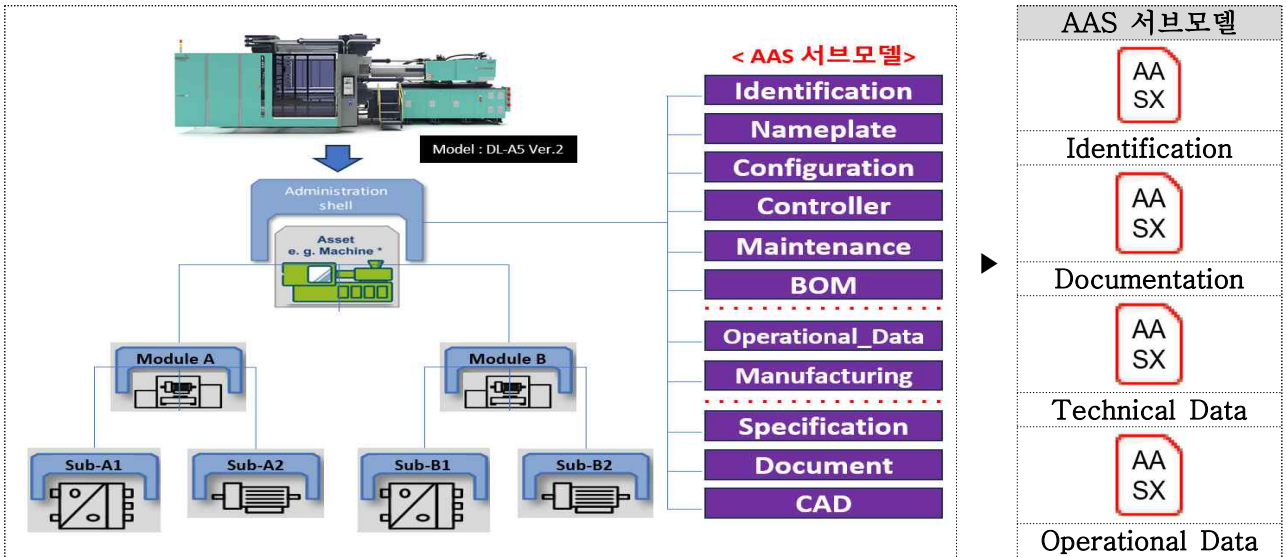 Model : DL-A5 Ver.2
Administration
shell
Asset
e. g. Machine *
Module A
Module B
Sub-A1
Sub-A2
Sub-B1
Sub-B2
< AAS 서브모델>
Identification
Nameplate
Configuration
Controller
Maintenance
BOM
Operational_Data
Manufacturing
Specification
Document
CAD
▶
AAS 서브모델
AA
SX
Identification
AA
SX
Documentation
AA
SX
Technical Data
AA
SX
Operational Data